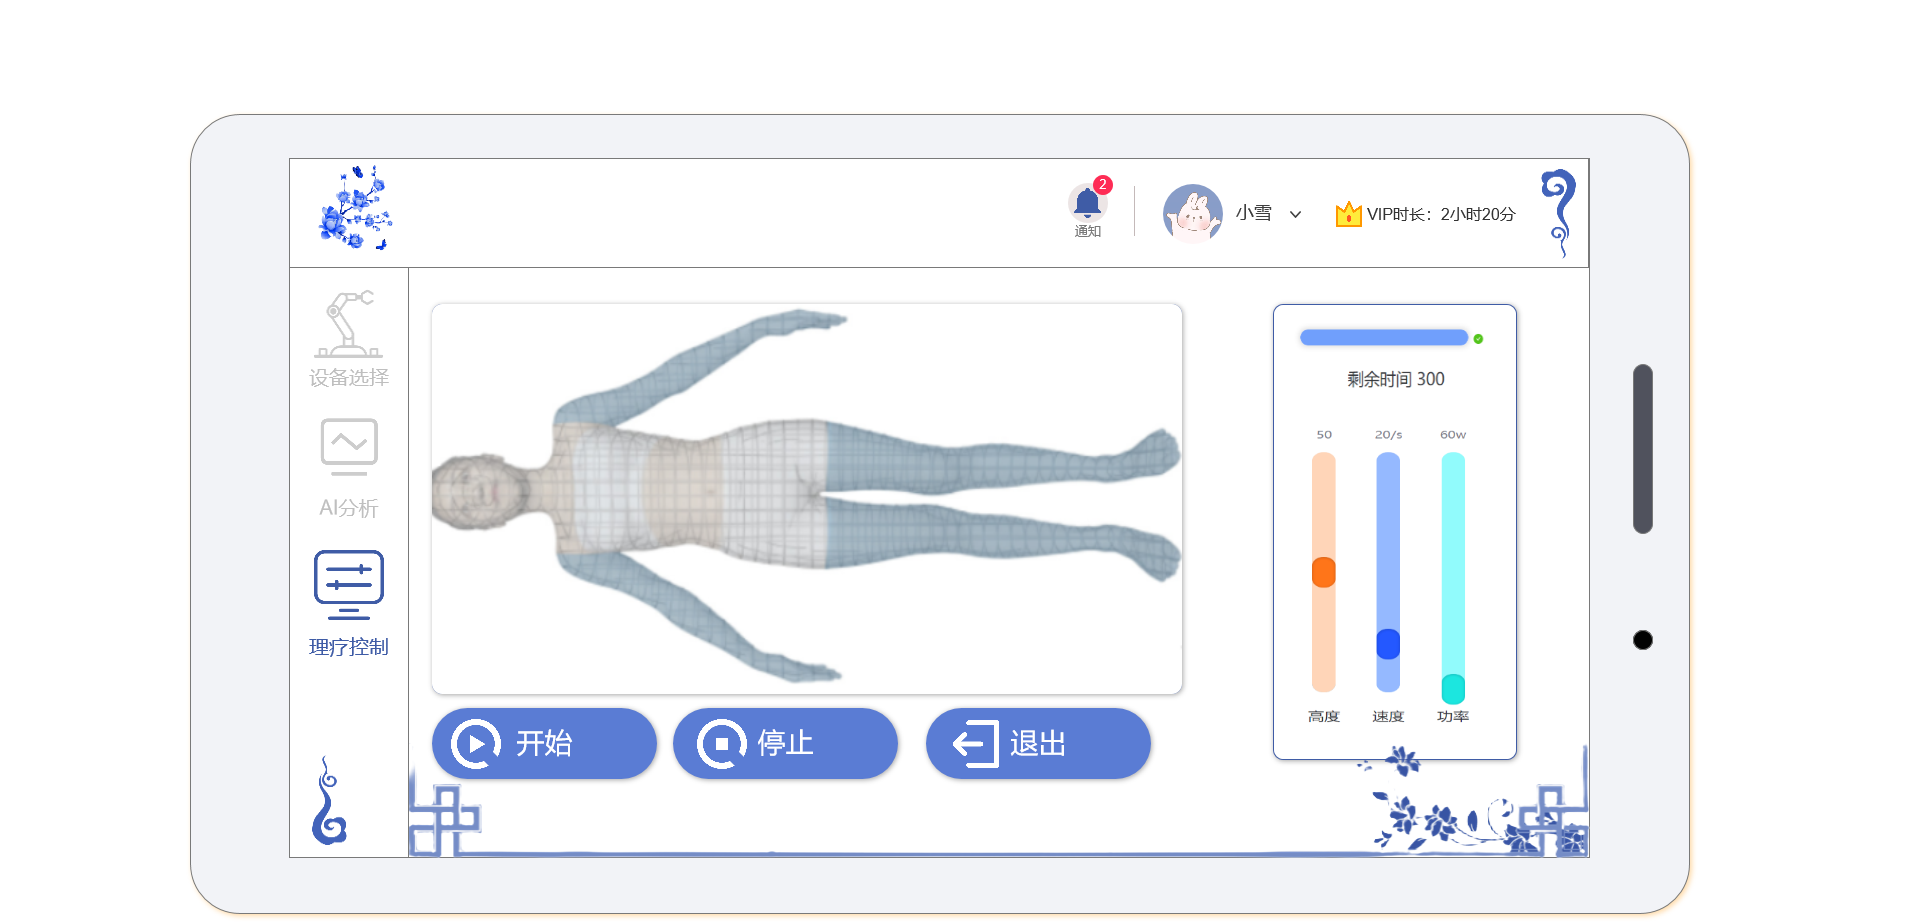 2
通知
小雪
VIP时长：2小时20分
设备选择
AI分析
理疗控制
剩余时间 300
50
20/s
60w
高度
速度
功率
开始
停止
退出